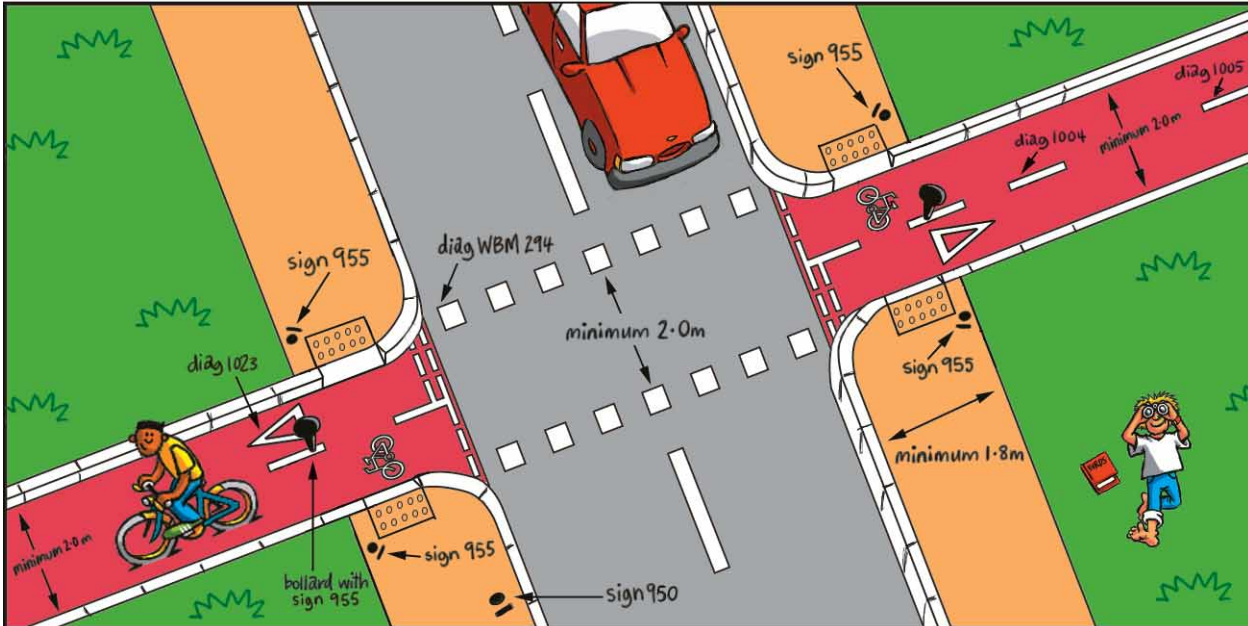 sign 955
diag 1005
diag 1004
minimum 2.0m
diag WBM 294
sign 955
minimum 2.0m
diag 1023
sign 955
minimum 1.8m
BIRDS
minimum 2.0m
bollard with
sign 955
sign 955
sign 950